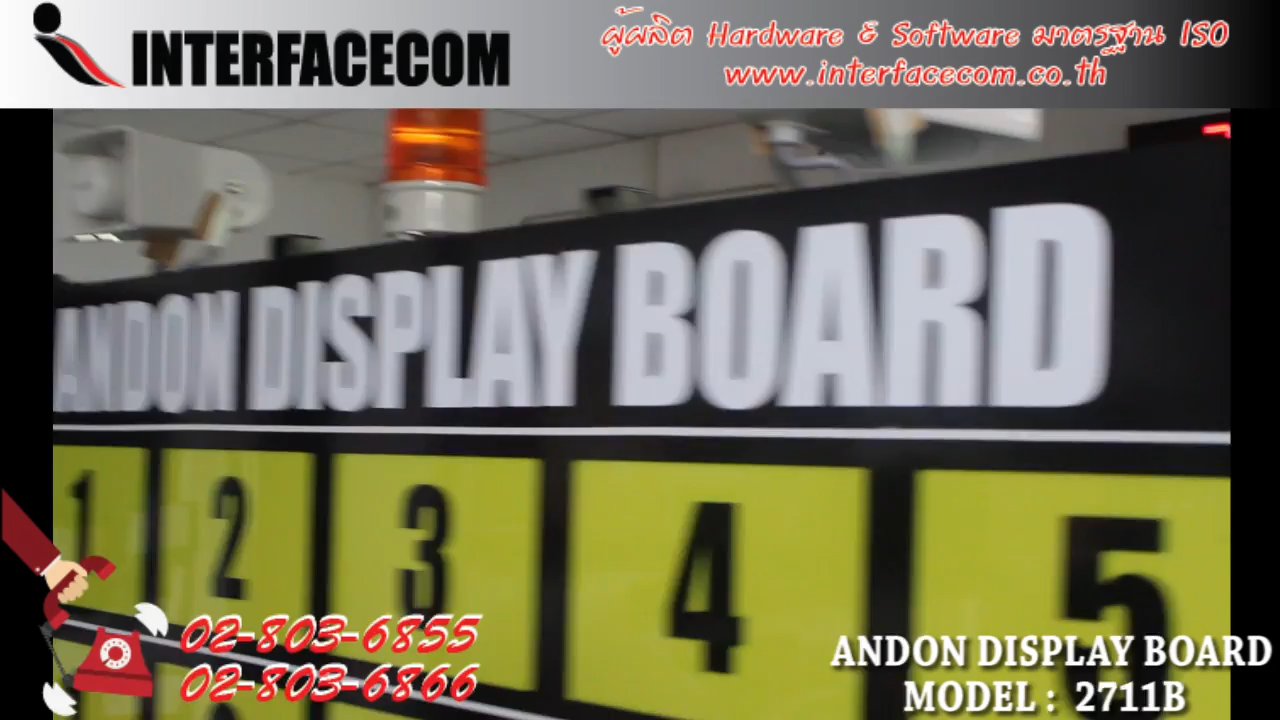 INTERFACECOM
ผู้ผลิต Hardware & Software มาตรฐาน ISO
www.interfacecom.co.th
ANDON DISPLAY BOARD
1 2 3 4 5
02-803-6855
02-803-6866
ANDON DISPLAY BOARD
MODEL : 2711B